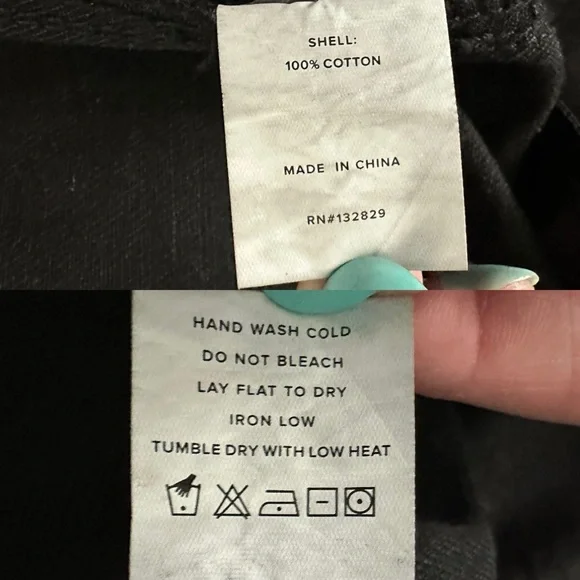 SHELL:
100% COTTON
MADE IN CHINA
RN#132829
HAND WASH COLD
DO NOT BLEACH
LAY FLAT TO DRY
IRON LOW
TUMBLE DRY WITH LOW HEAT